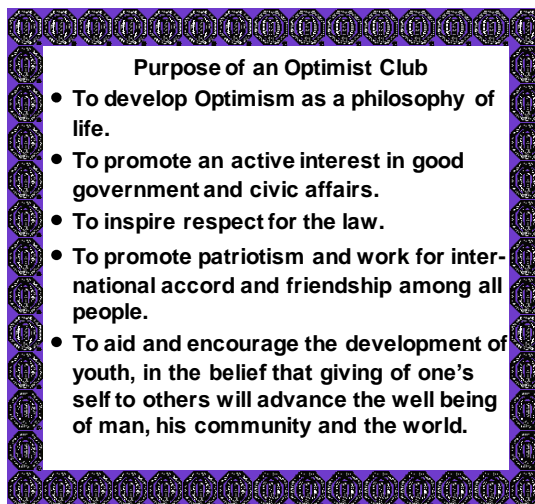 Purpose of an Optimist Club
• To develop Optimism as a philosophy of
life.
• To promote an active interest in good
government and civic affairs.
• To inspire respect for the law.
• To promote patriotism and work for inter-
national accord and friendship among all
people.
• To aid and encourage the development of
youth, in the belief that giving of one’s
self to others will advance the well being
of man, his community and the world.